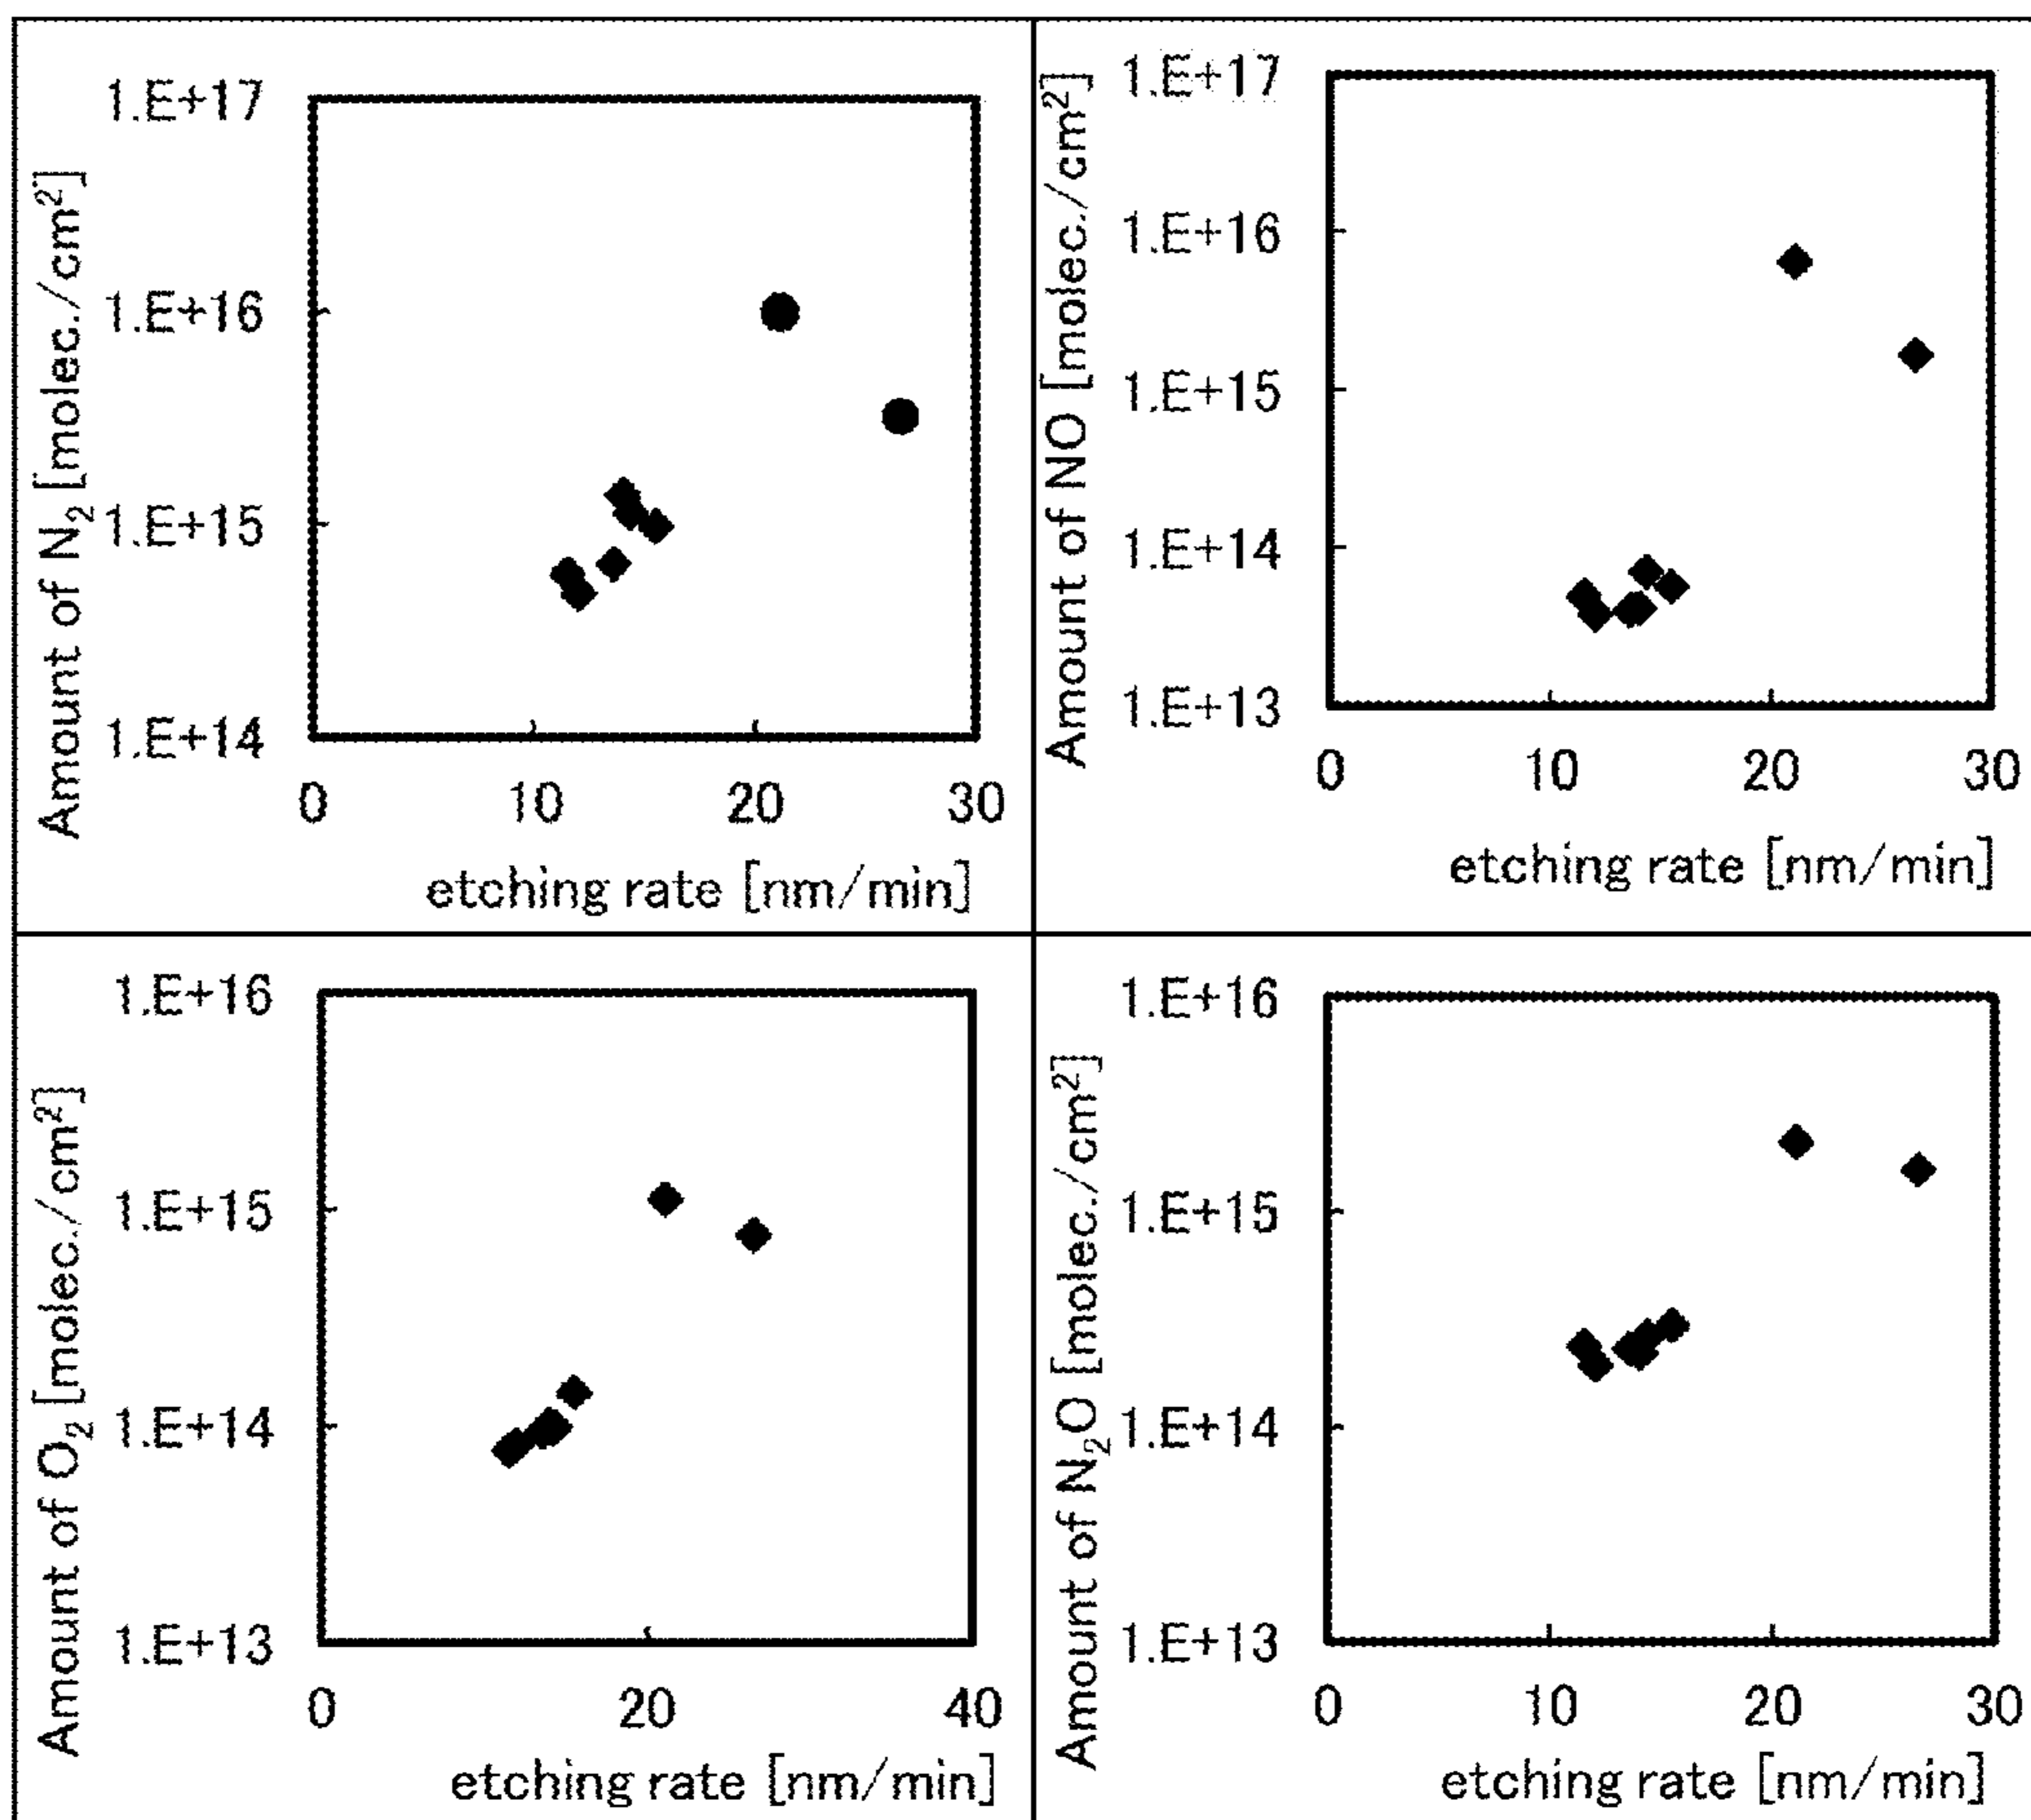 1.E+17
1.E+16
1.E+15
1.E+14
Amount of N₂ [molec./cm²]
0 10 20 30
etching rate [nm/min]
1.E+17
1.E+16
1.E+15
1.E+14
1.E+13
Amount of NO [molec./cm²]
0 10 20 30
etching rate [nm/min]
1.E+16
1.E+15
1.E+14
1.E+13
Amount of O₂ [molec./cm²]
0 20 40
etching rate [nm/min]
1.E+16
1.E+15
1.E+14
1.E+13
Amount of N₂O [molec./cm²]
0 10 20 30
etching rate [nm/min]